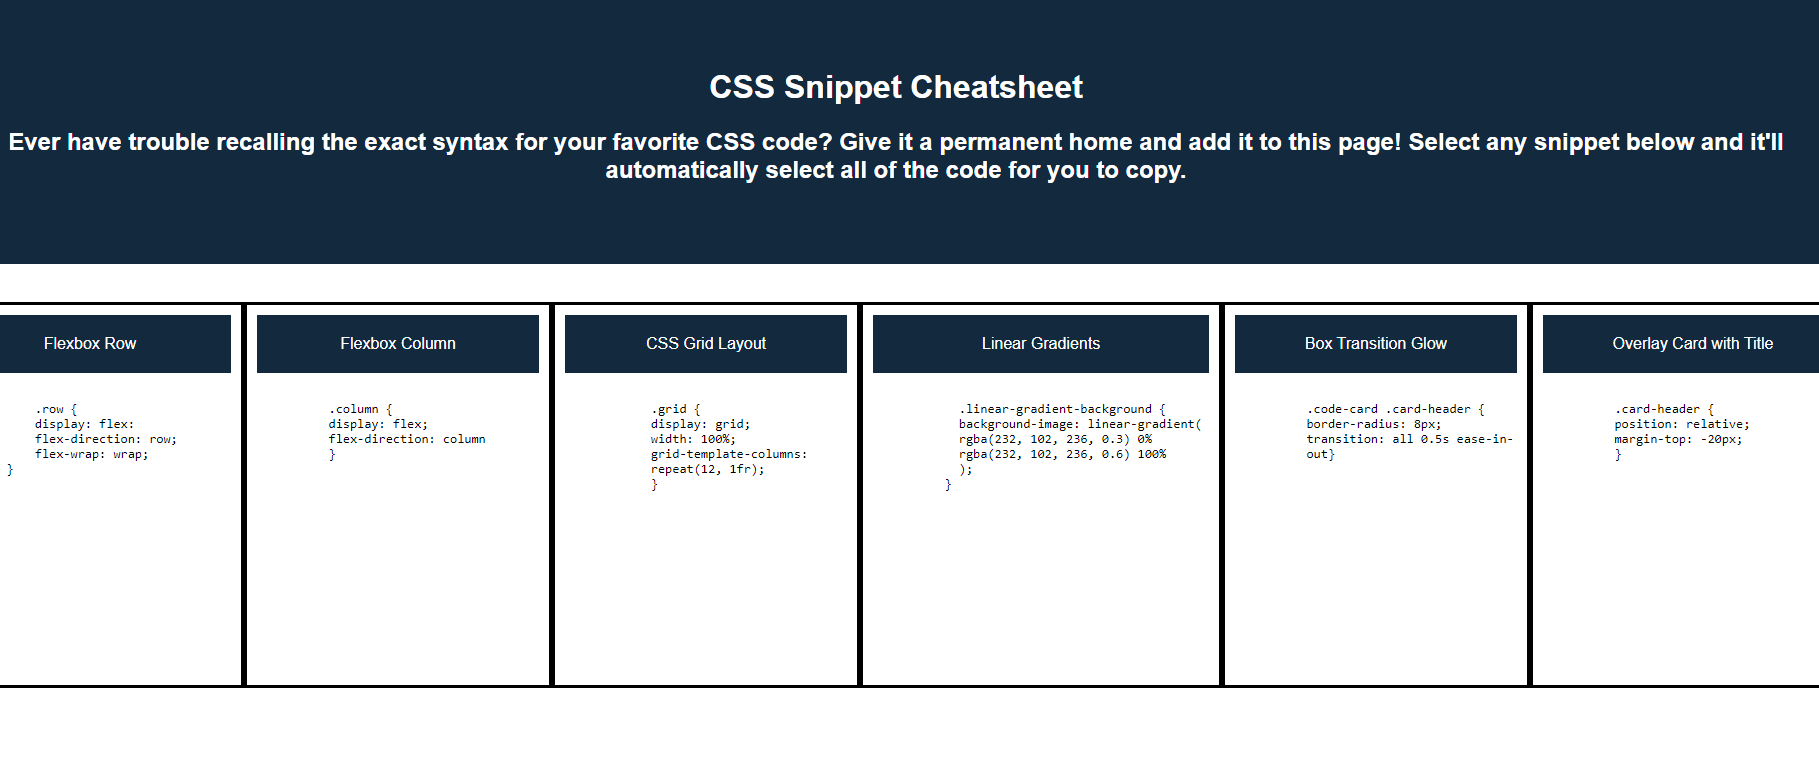 CSS Snippet Cheatsheet
Ever have trouble recalling the exact syntax for your favorite CSS code? Give it a permanent home and add it to this page! Select any snippet below and it'll
automatically select all of the code for you to copy.
Flexbox Row
.row {
display: flex:
flex-direction: row;
flex-wrap: wrap;
}
Flexbox Column
.column {
display: flex;
flex-direction: column
}
CSS Grid Layout
.grid {
display: grid;
width: 100%;
grid-template-columns:
repeat(12, 1fr);
}
Linear Gradients
.linear-gradient-background {
background-image: linear-gradient(
rgba(232, 102, 236, 0.3) 0%
rgba(232, 102, 236, 0.6) 100%
);
}
Box Transition Glow
.code-card .card-header {
border-radius: 8px;
transition: all 0.5s ease-in-
out}
Overlay Card with Title
.card-header {
position: relative;
margin-top: -20px;
}